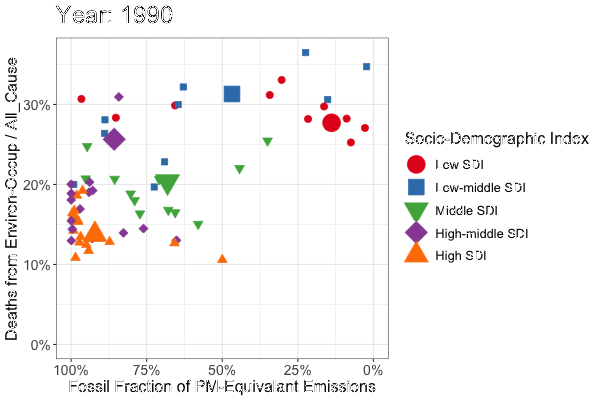 Year: 1990
Deaths from Environ-Occup / All_Cause
30%
20%
10%
0%
100%
75%
50%
25%
0%
Fossil Fraction of PM-Equivalant Emissions
Socio-Demographic Index
Low SDI
Low-middle SDI
Middle SDI
High-middle SDI
High SDI